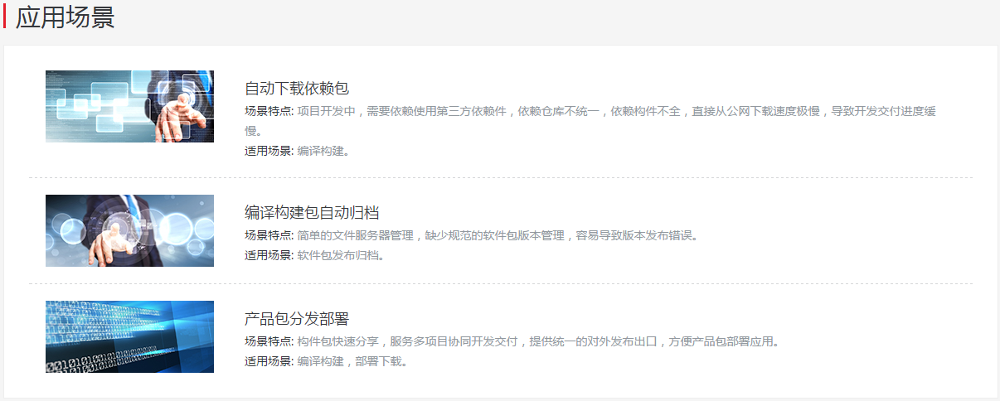 应用场景
自动下载依赖包
场景特点: 项目开发中，需要依赖使用第三方依赖件，依赖仓库不统一，依赖构件不全，直接从公网下载速度极慢，导致开发交付进度缓
慢。
适用场景: 编译构建。
编译构建包自动归档
场景特点: 简单的文件服务器管理，缺少规范的软件包版本管理，容易导致版本发布错误。
适用场景: 软件包发布归档。
产品包分发部署
场景特点: 构件包快速分享，服务多项目协同开发交付，提供统一的对外发布出口，方便产品包部署应用。
适用场景: 编译构建，部署下载。